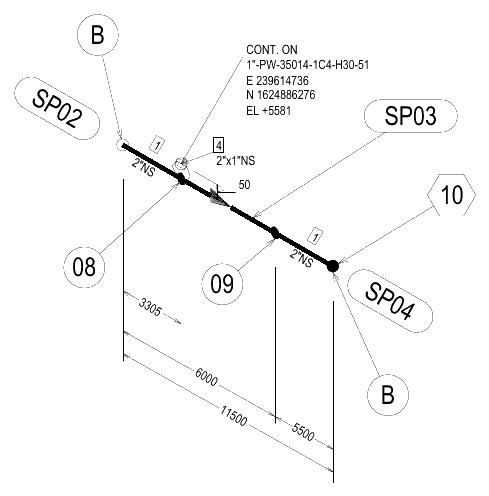 B
CONT. ON
1"-PW-35014-1C4-H30-51
E 239614736
N 1624886276
EL +5581
SP02
SP03
1
4
2"x1"NS
2"NS
50
10
08
09
1
2"NS
SP04
3305
6000
B
11500
5500